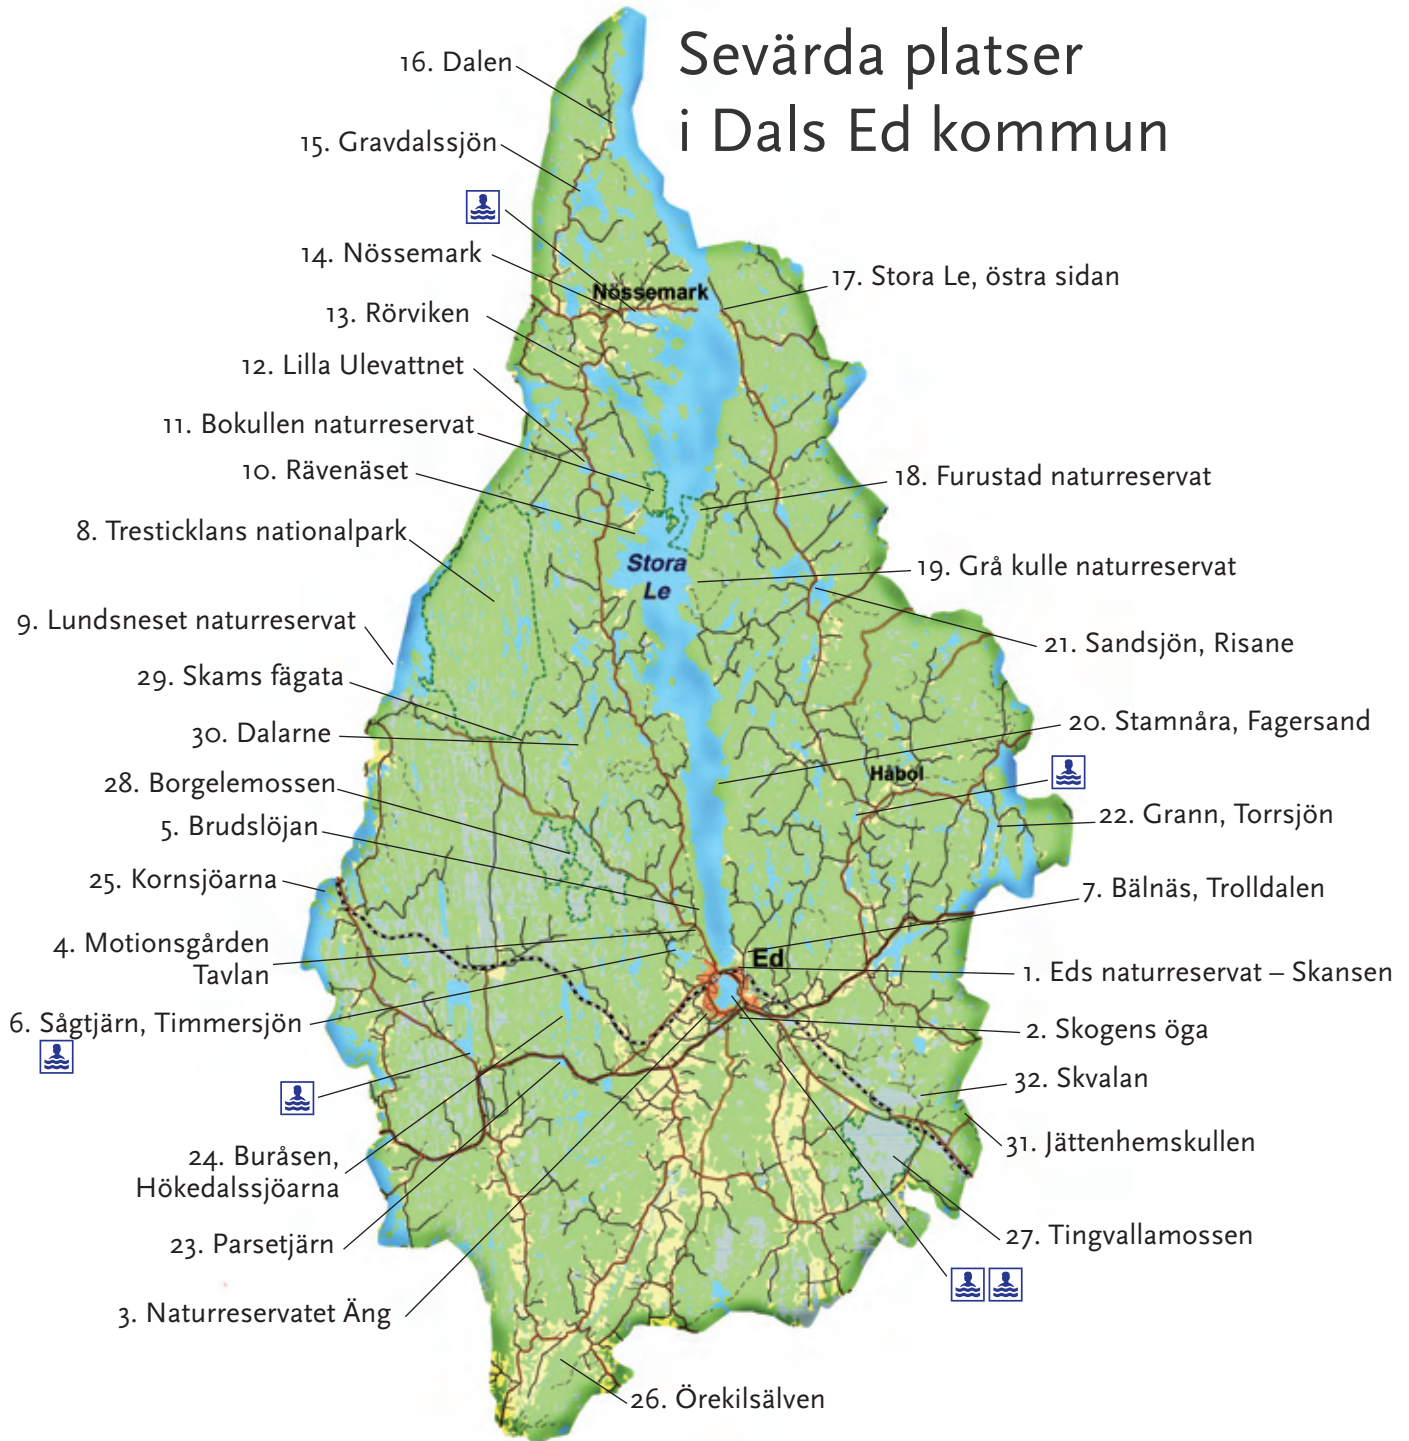 Sevärda platser
i Dals Ed kommun
16. Dalen
15. Gravdalssjön
14. Nössemark
Nössemark
17. Stora Le, östra sidan
13. Rörviken
12. Lilla Ulevattnet
11. Bokullen naturreservat
10. Rävenäset
18. Furustad naturreservat
8. Tresticklans nationalpark
Stora
Le
19. Grå kulle naturreservat
9. Lundsneset naturreservat
21. Sandsjön, Risane
29. Skams fägata
30. Dalarne
20. Stamnåra, Fagersand
28. Borgelemossen
Håbol
5. Brudslöjan
22. Grann, Torrsjön
25. Kornsjöarna
7. Bälnäs, Trolldalen
4. Motionsgården
Tavlan
Ed
1. Eds naturreservat – Skansen
6. Sågtjärn, Timmersjön
2. Skogens öga
32. Skvalan
31. Jättenhemskullen
24. Buråsen,
Hökedalssjöarna
23. Parsetjärn
27. Tingvallamossen
3. Naturreservatet Äng
26. Örekilsälven